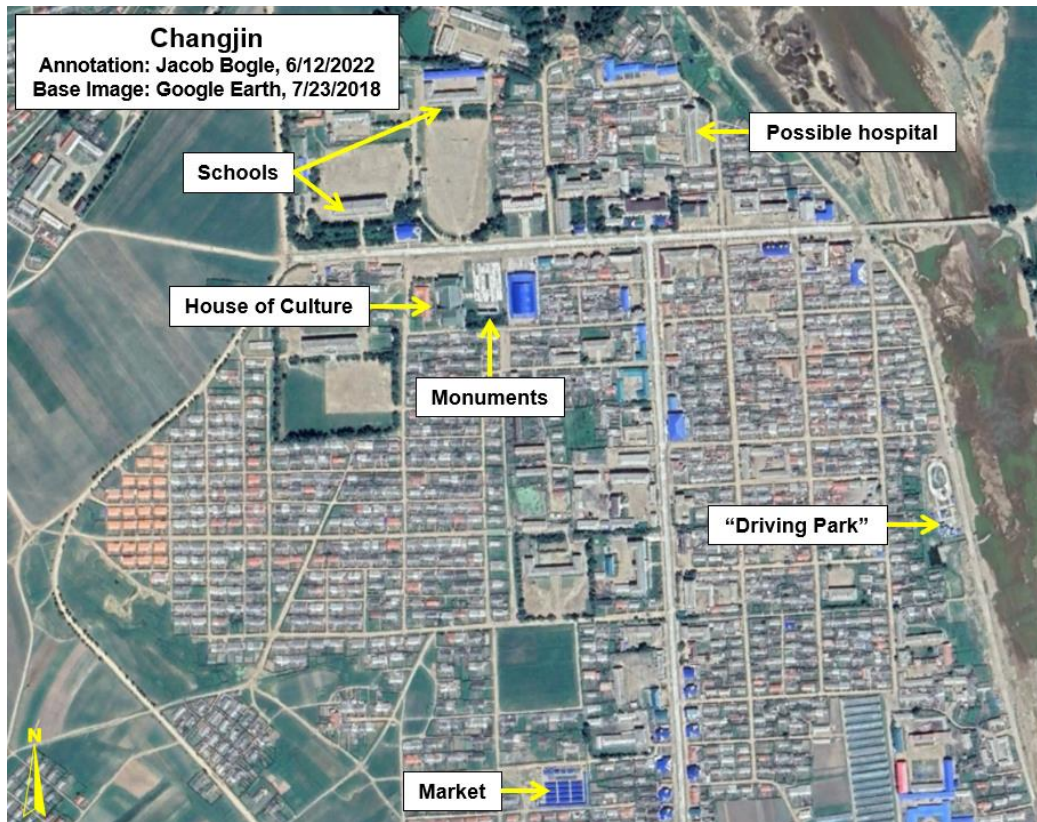 Changjin
Annotation: Jacob Bogle, 6/12/2022
Base Image: Google Earth, 7/23/2018
Possible hospital
Schools
House of Culture
Monuments
“Driving Park”
N
Market